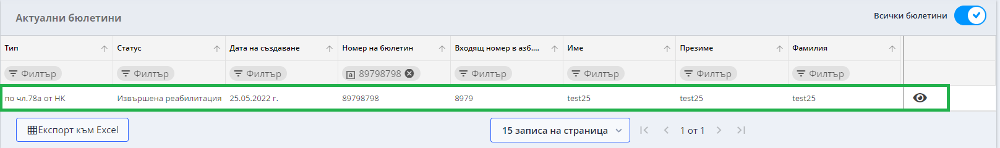 Актуални бюлетини
Всички бюлетини
Тип Статус Дата на създаване Номер на бюлетин Входящ номер в азб.... Име Презиме Фамилия
Филтър Филтър Филтър 89798798 Филтър Филтър Филтър Филтър
по чл.78а от НК Извършена реабилитация 25.05.2022 г. 89798798 8979 test25 test25 test25
Експорт към Excel 15 записа на страница 1 от 1